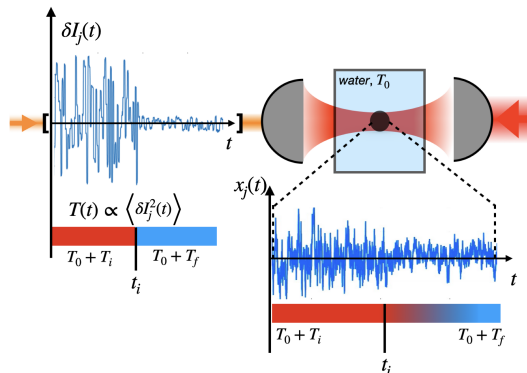 δI_j(t)
t
T(t) ∝ ⟨δI_j^2(t)⟩
T_0 + T_i
T_0 + T_f
t_i
water, T_0
x_j(t)
t
T_0 + T_i
T_0 + T_f
t_i